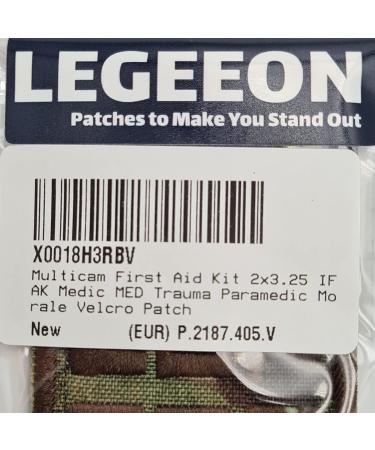 LEGEEON
Patches to Make You Stand Out
X0018H3RBV
Multicam First Aid Kit 2x3.25 IF
AK Medic MED Trauma Paramedic Mo
rale Velcro Patch
New (EUR) P.2187.405.V